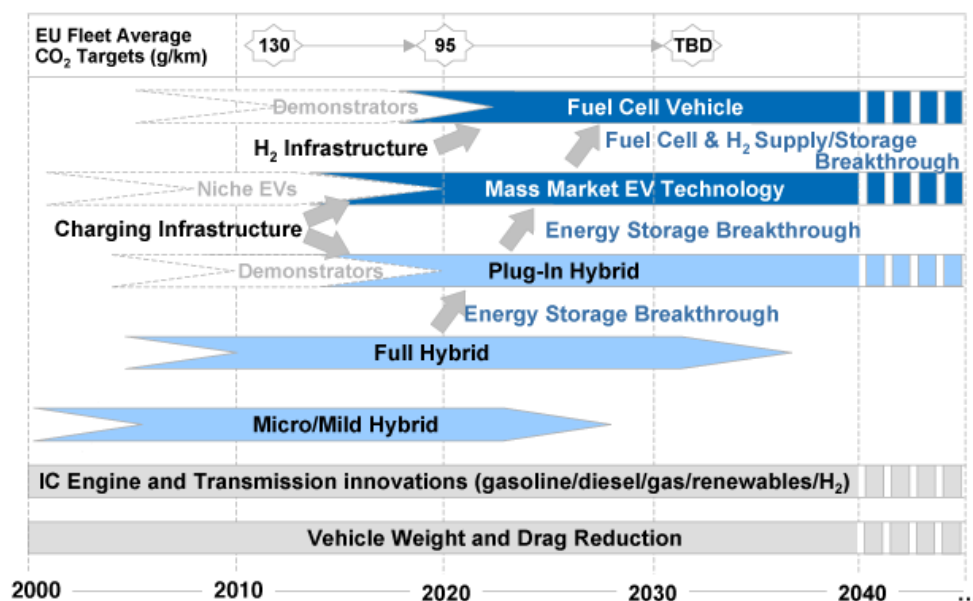 EU Fleet Average
CO₂ Targets (g/km)
130
95
TBD
Demonstrators
Fuel Cell Vehicle
H₂ Infrastructure
Fuel Cell & H₂ Supply/Storage
Breakthrough
Niche EVs
Mass Market EV Technology
Charging Infrastructure
Energy Storage Breakthrough
Demonstrators
Plug-In Hybrid
Energy Storage Breakthrough
Full Hybrid
Micro/Mild Hybrid
IC Engine and Transmission innovations (gasoline/diesel/gas/renewables/H₂)
Vehicle Weight and Drag Reduction
2000 2010 2020 2030 2040 ..